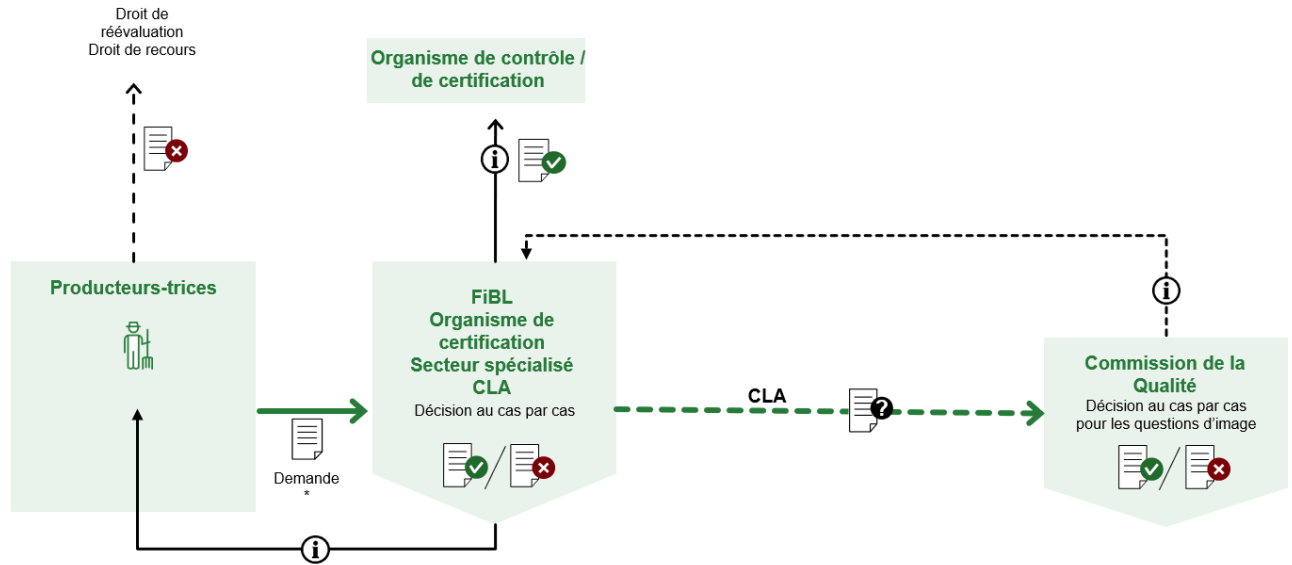 Droit de
réévaluation
Droit de recours
Organisme de contrôle /
de certification
Producteurs-trices
FiBL
Organisme de
certification
Secteur spécialisé
CLA
Décision au cas par cas
Demande
*
CLA
Commission de la
Qualité
Décision au cas par cas
pour les questions d’image